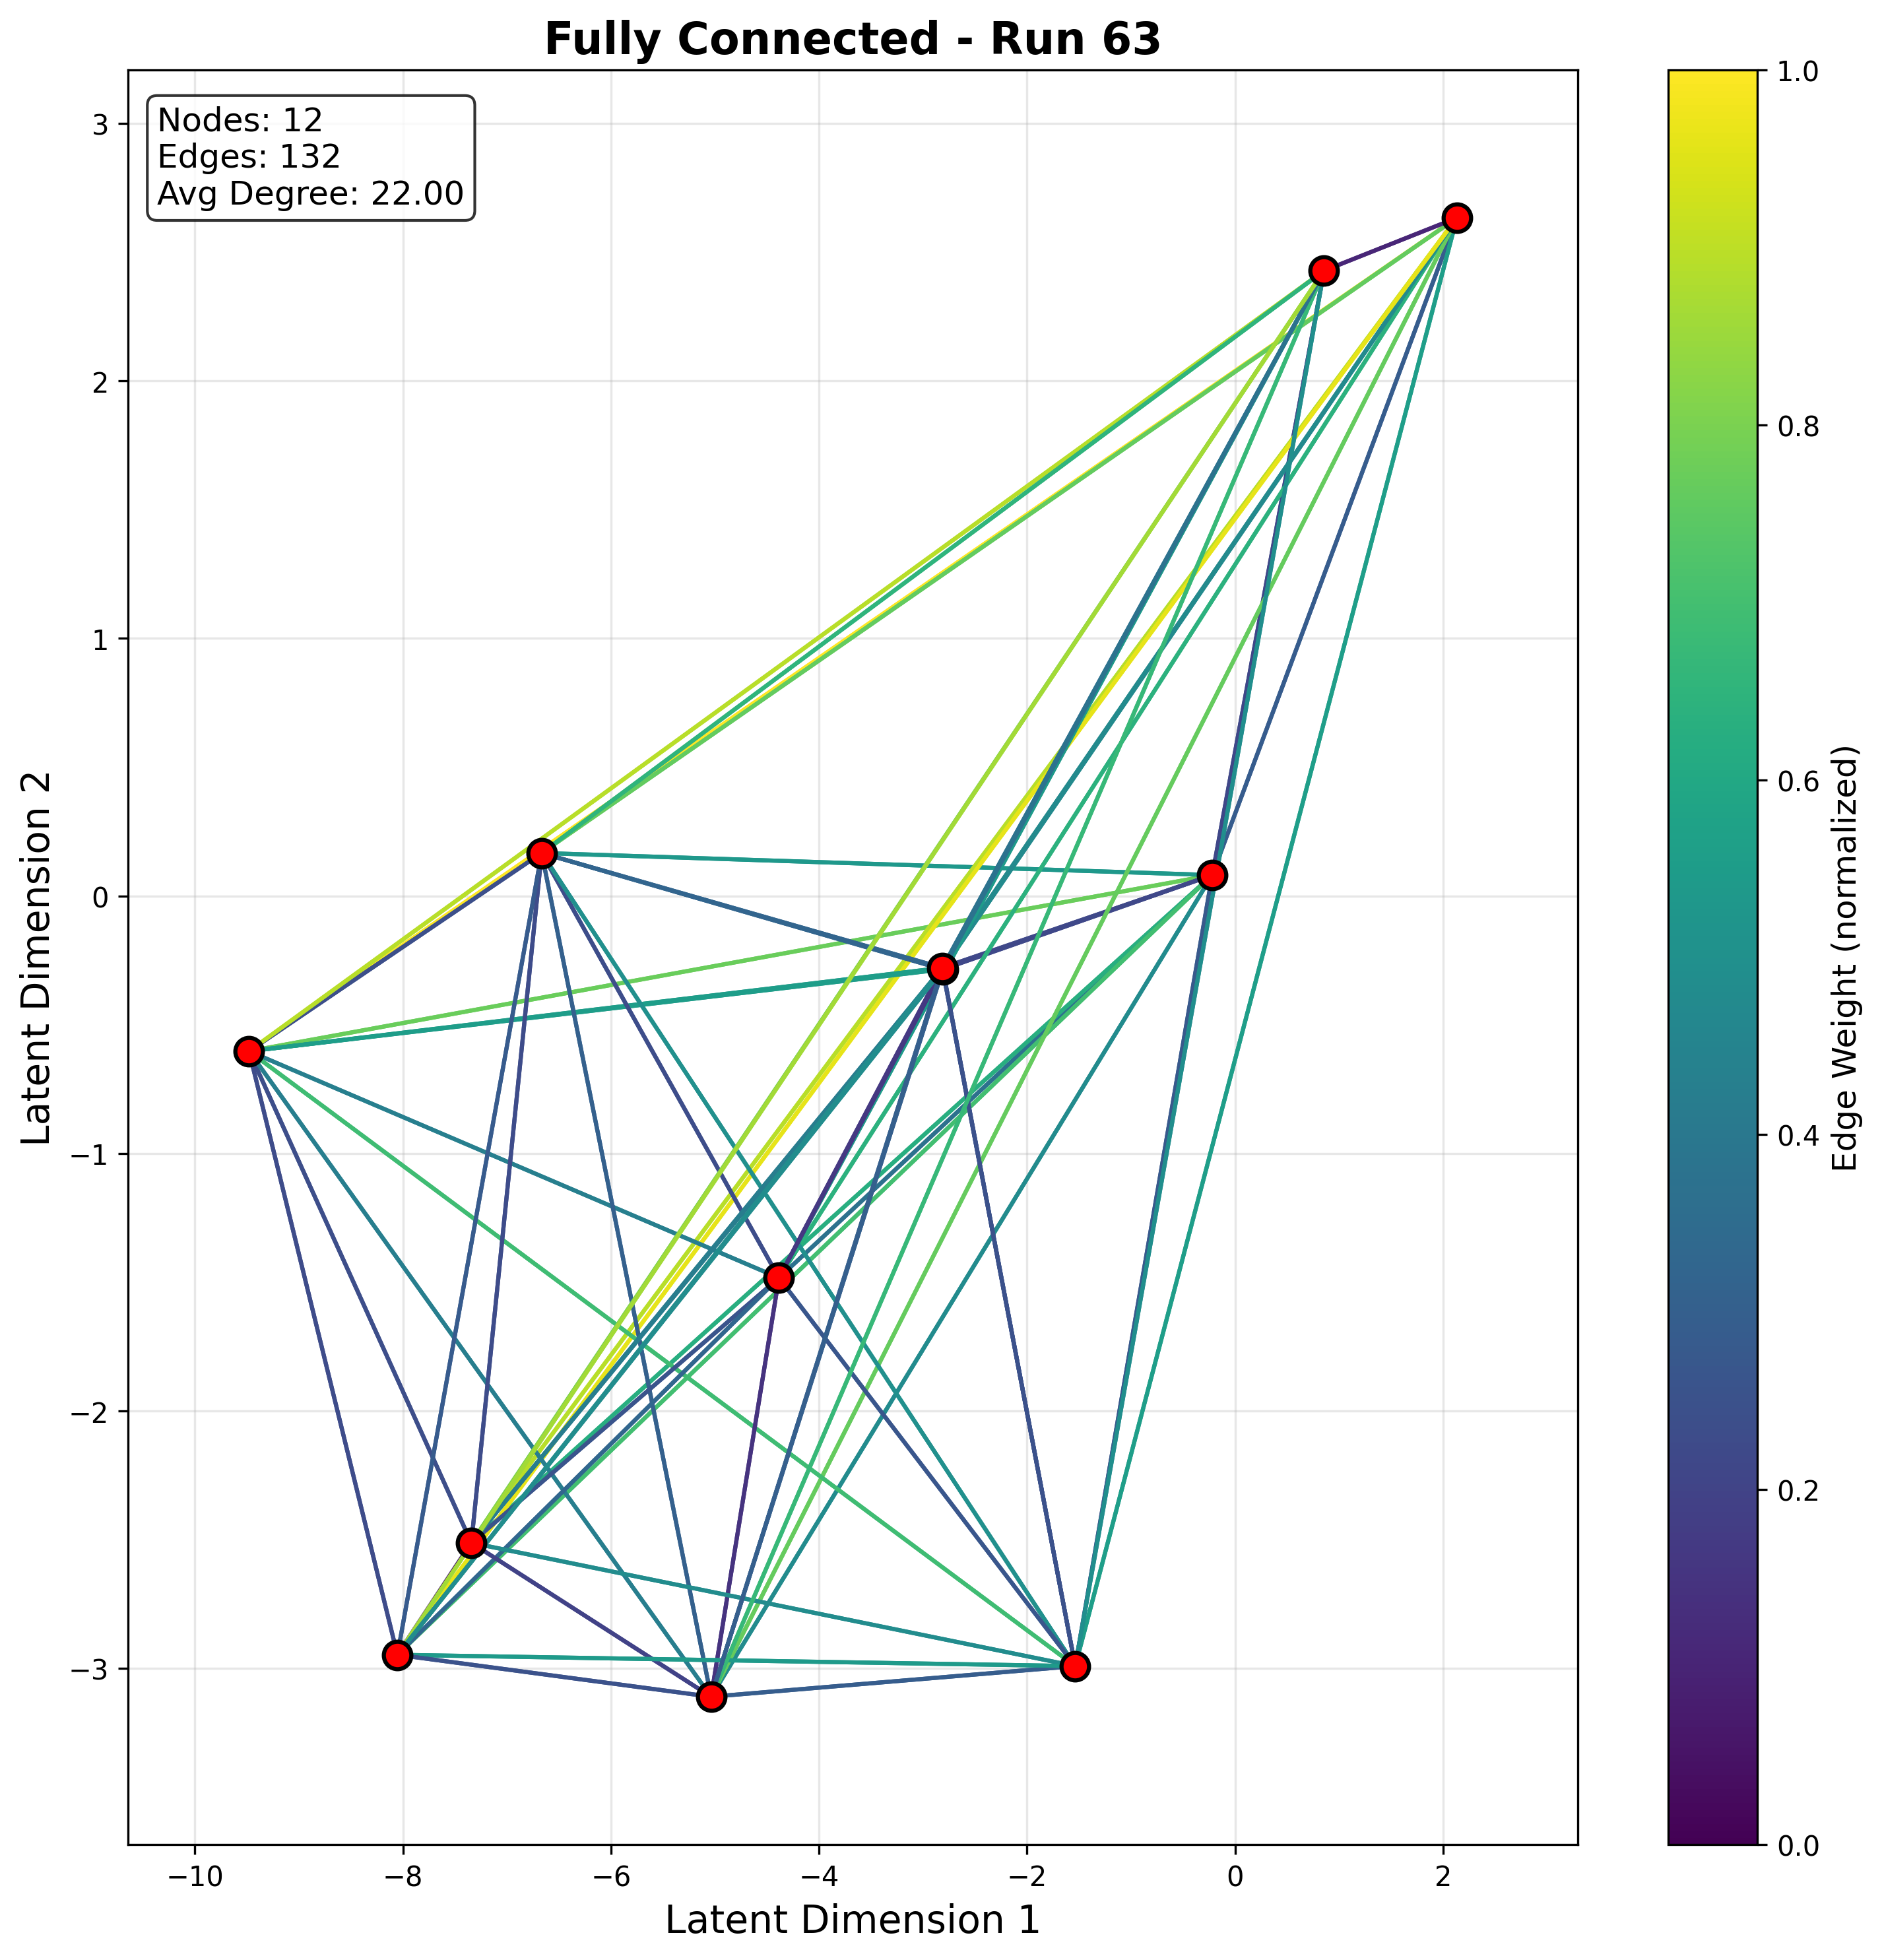 Fully Connected - Run 63
Nodes: 12
Edges: 132
Avg Degree: 22.00
3
2
1
0
−1
−2
−3
−10
−8
−6
−4
−2
0
2
Latent Dimension 1
Latent Dimension 2
1.0
0.8
0.6
0.4
0.2
0.0
Edge Weight (normalized)